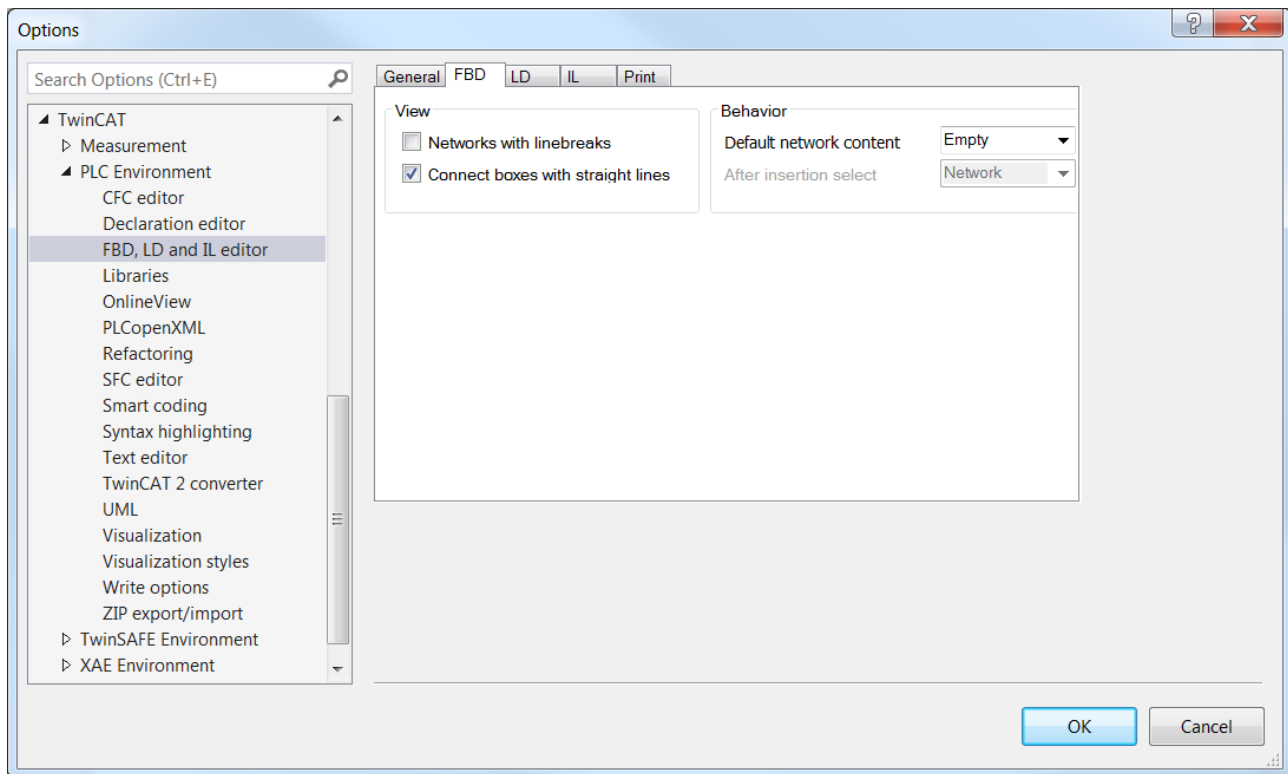 Options
Search Options (Ctrl+E)
TwinCAT
Measurement
PLC Environment
CFC editor
Declaration editor
FBD, LD and IL editor
Libraries
OnlineView
PLCopenXML
Refactoring
SFC editor
Smart coding
Syntax highlighting
Text editor
TwinCAT 2 converter
UML
Visualization
Visualization styles
Write options
ZIP export/import
TwinSAFE Environment
XAE Environment
General FBD LD IL Print
View
Networks with linebreaks
Connect boxes with straight lines
Behavior
Default network content Empty
After insertion select Network
OK Cancel